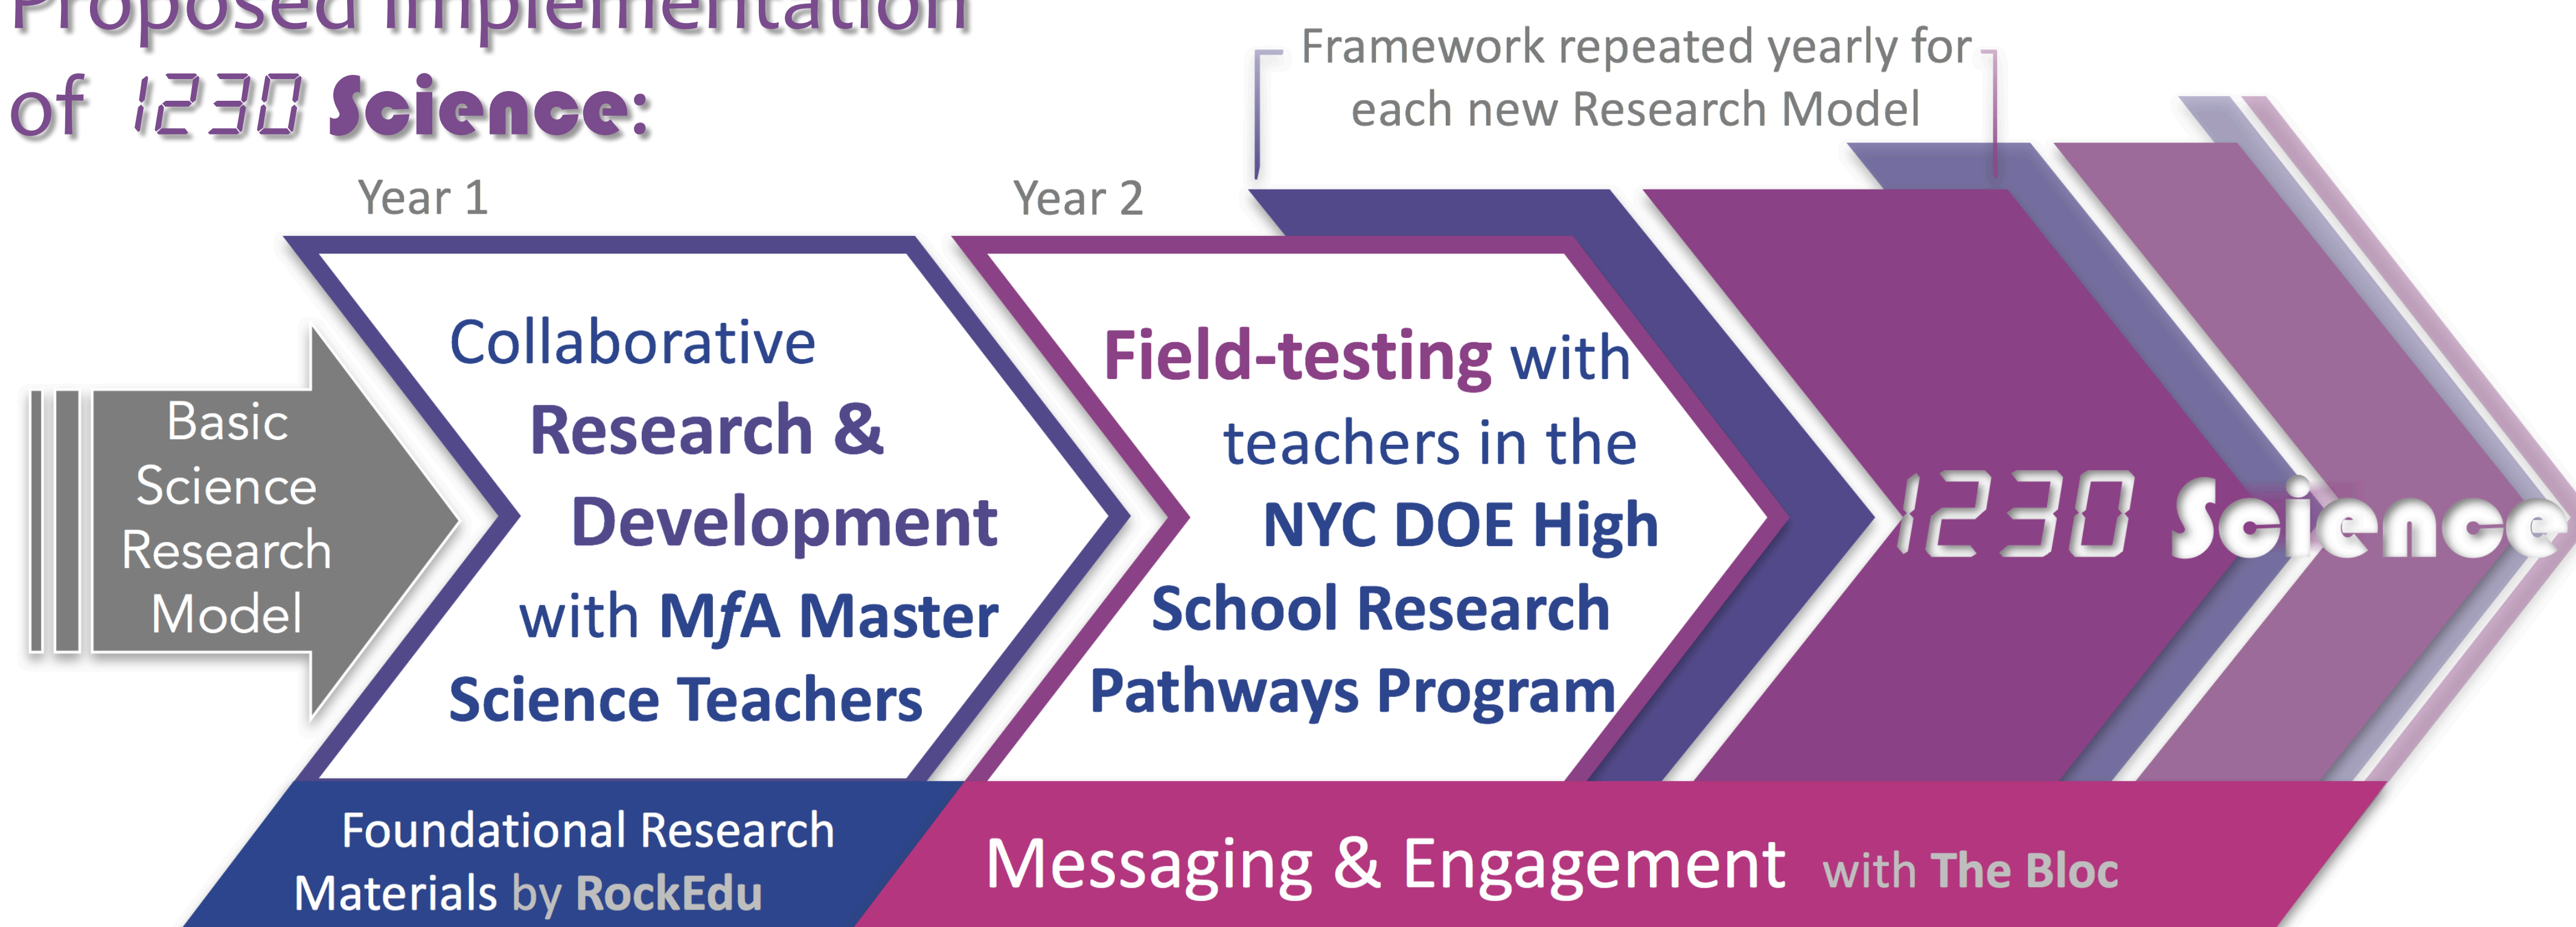 Proposed Implementation
of 1230 Science:
Framework repeated yearly for
each new Research Model
Year 1
Year 2
Basic
Science
Research
Model
Collaborative
Research &
Development
with MfA Master
Science Teachers
Field-testing with
teachers in the
NYC DOE High
School Research
Pathways Program
1230 Science
Foundational Research
Materials by RockEdu
Messaging & Engagement with The Bloc